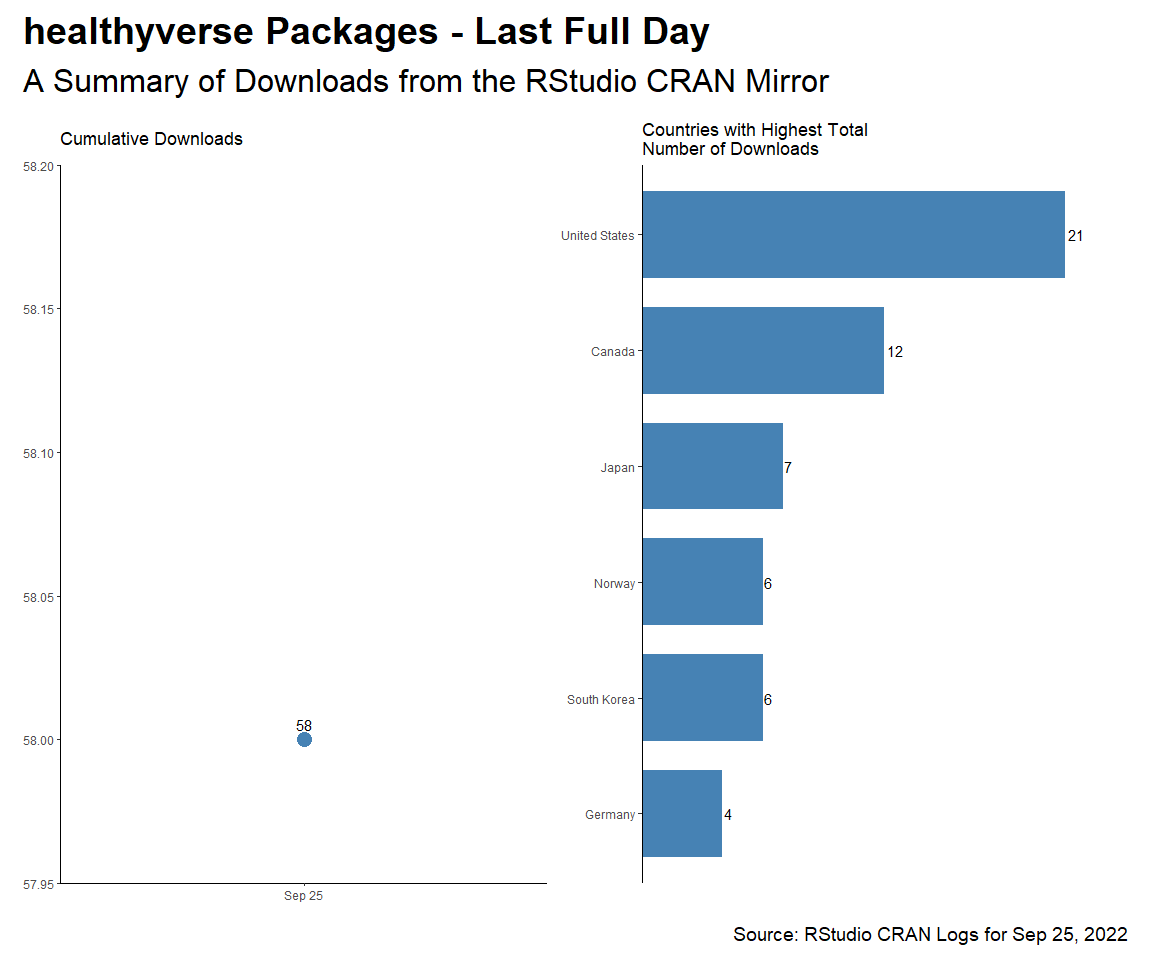 healthyverse Packages - Last Full Day
A Summary of Downloads from the RStudio CRAN Mirror
Cumulative Downloads
58.20
58.15
58.10
58.05
58.00
57.95
58
Sep 25
Countries with Highest Total
Number of Downloads
United States 21
Canada 12
Japan 7
Norway 6
South Korea 6
Germany 4
Source: RStudio CRAN Logs for Sep 25, 2022